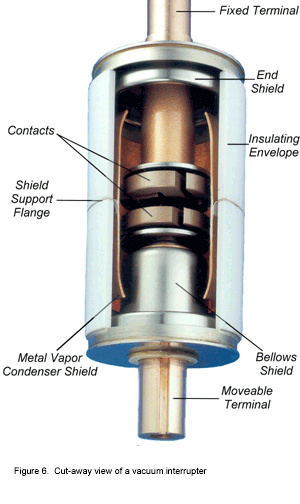 Fixed Terminal
End
Shield
Contacts
Insulating
Envelope
Shield
Support
Flange
Metal Vapor
Condenser Shield
Bellows
Shield
Moveable
Terminal
Figure 6. Cut-away view of a vacuum interrupter